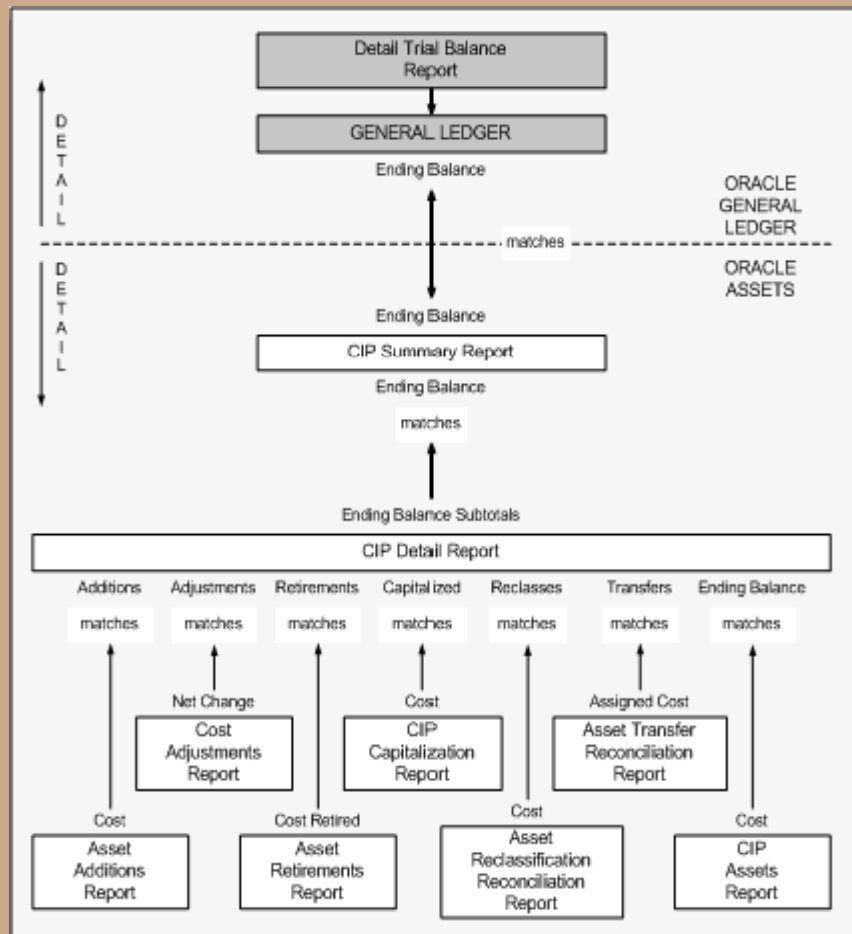 Detail Trial Balance
Report
GENERAL LEDGER
Ending Balance
DETAIL
ORACLE
GENERAL
LEDGER
matches
DETAIL
ORACLE
ASSETS
Ending Balance
CIP Summary Report
Ending Balance
matches
Ending Balance Subtotals
CIP Detail Report
Additions Adjustments Retirements Capitalized Reclasses Transfers Ending Balance
matches matches matches matches matches matches matches
Net Change Cost Assigned Cost
Cost
Adjustments
Report
CIP
Capitalization
Report
Asset Transfer
Reconciliation
Report
Cost Cost Retired Cost Cost
Asset
Additions
Report
Asset
Retirements
Report
Asset
Reclassification
Reconciliation
Report
CIP
Assets
Report